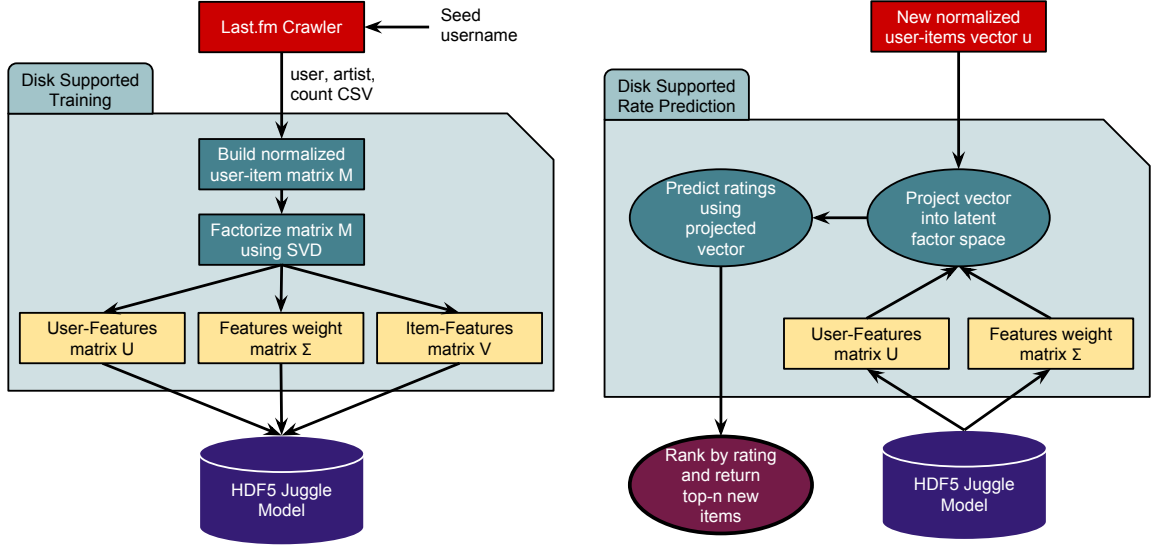 Last.fm Crawler
Seed
username
user, artist,
count CSV
Disk Supported
Training
Build normalized
user-item matrix M
Factorize matrix M
using SVD
User-Features
matrix U
Features weight
matrix Σ
Item-Features
matrix V
HDF5 Juggle
Model
New normalized
user-items vector u
Disk Supported
Rate Prediction
Predict ratings
using
projected
vector
Project vector
into latent
factor space
User-Features
matrix U
Features weight
matrix Σ
Rank by rating
and return
top-n new
items
HDF5 Juggle
Model